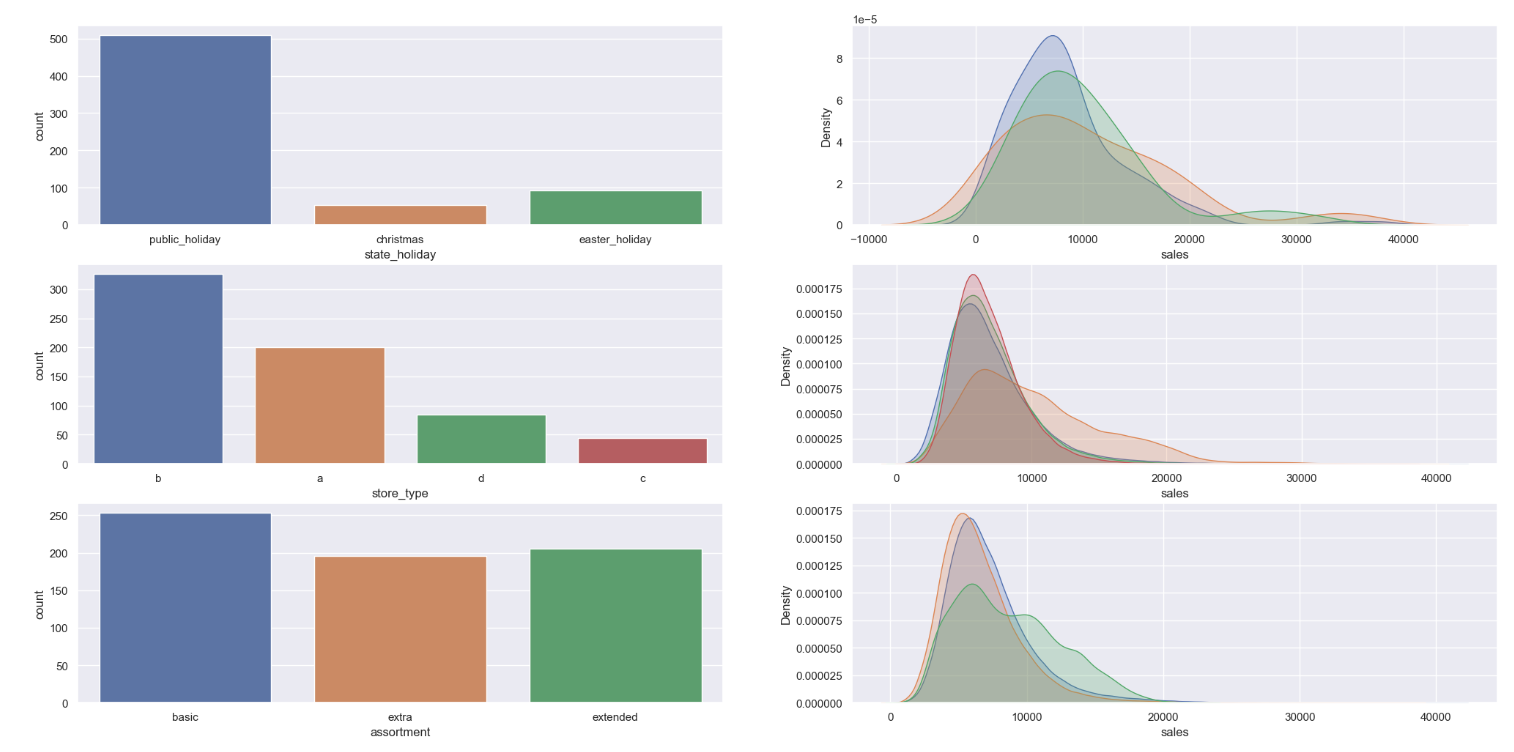 500
400
300
200
100
0
count
public_holiday christmas easter_holiday
state_holiday
1e−5
8
6
4
2
0
Density
−10000 0 10000 20000 30000 40000
sales
300
250
200
150
100
50
0
count
b a d c
store_type
0.000175
0.000150
0.000125
0.000100
0.000075
0.000050
0.000025
0.000000
Density
0 10000 20000 30000 40000
sales
250
200
150
100
50
0
count
basic extra extended
assortment
0.000175
0.000150
0.000125
0.000100
0.000075
0.000050
0.000025
0.000000
Density
0 10000 20000 30000 40000
sales